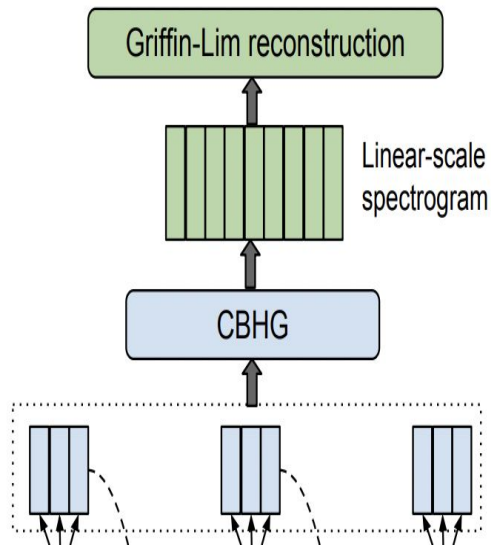 Griffin-Lim reconstruction
Linear-scale
spectrogram
CBHG